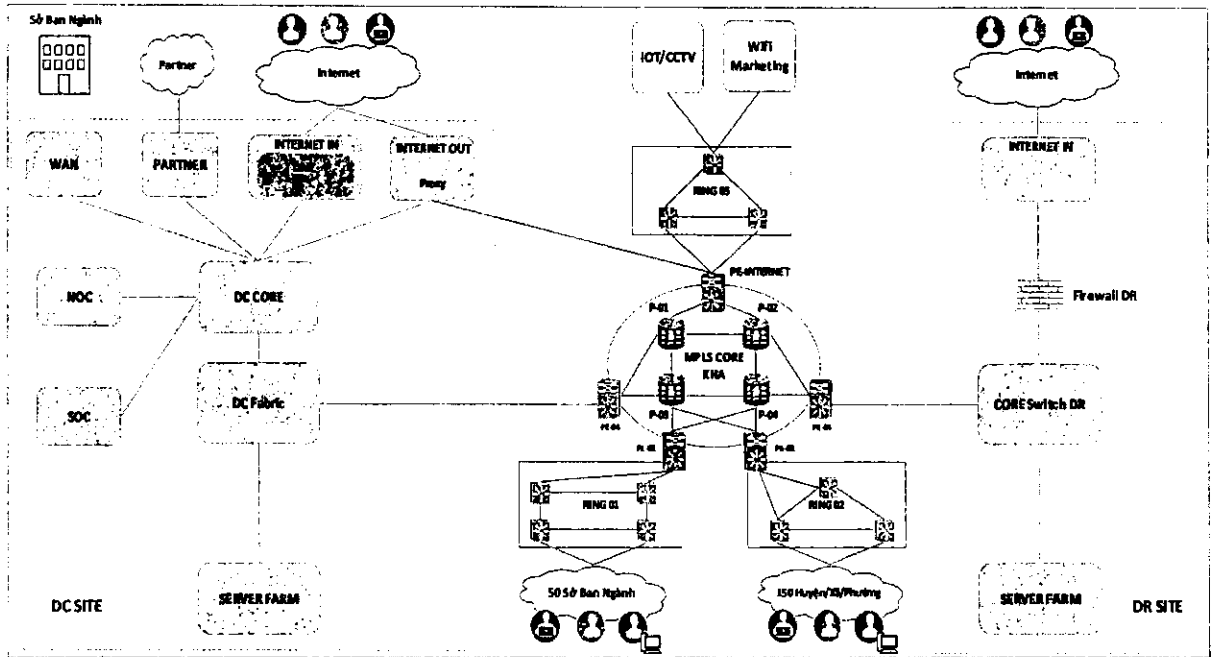 Sở Ban Ngành
Partner
Internet
IOT/CCTV
WiFi
Marketing
Internet
WAN
PARTNER
INTERNET IN
INTERNET OUT
Proxy
RING 05
INTERNET IN
PE-INTERNET
NOC
DC CORE
P-01
P-02
Firewall DR
MPLS CORE
KHA
SOC
DC Fabric
P-03
P-04
CORE Switch DR
RING 01
RING 02
DC SITE
SERVER FARM
50 Sở Ban Ngành
150 Huyện/Xã/Phường
SERVER FARM
DR SITE